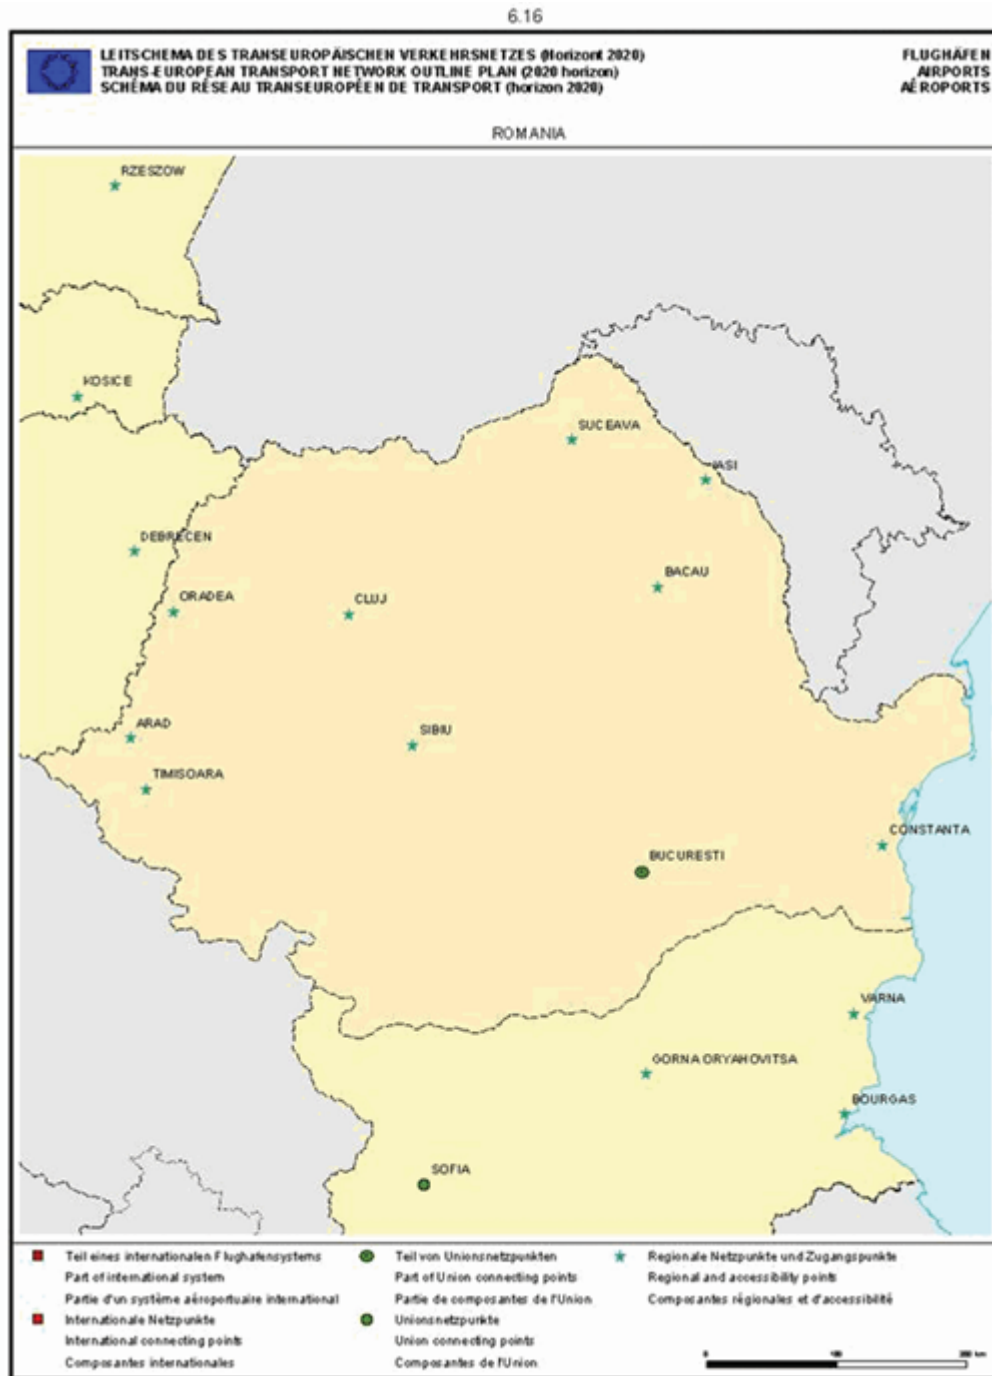 6.16
LEITSCHEMA DES TRANSEUROPÄISCHEN VERKEHRSNETZES (Horizont 2020)
TRANS-EUROPEAN TRANSPORT NETWORK OUTLINE PLAN (2020 horizon)
SCHÉMA DU RÉSEAU TRANSEUROPÉEN DE TRANSPORT (horizon 2020)
FLUGHÄFEN
AIRPORTS
AÉROPORTS
ROMANIA
RZESZOW
KOSICE
SUCEAVA
IASI
DEBRECEN
BACAU
ORADEA
CLUJ
ARAD
SIBIU
TIMISOARA
CONSTANTA
BUCURESTI
VARNA
GORNA ORYAHOVITSA
BOURGAS
SOFIA
Teil eines internationalen Flughafensystems
Part of international system
Partie d'un système aéroportuaire international
Internationale Netzpunkte
International connecting points
Composantes internationales
Teil von Unionsnetzpunkten
Part of Union connecting points
Partie de composantes de l'Union
Unionsnetzpunkte
Union connecting points
Composantes de l'Union
Regionale Netzpunkte und Zugangspunkte
Regional and accessibility points
Composantes régionales et d'accessibilité
0 100 200 km